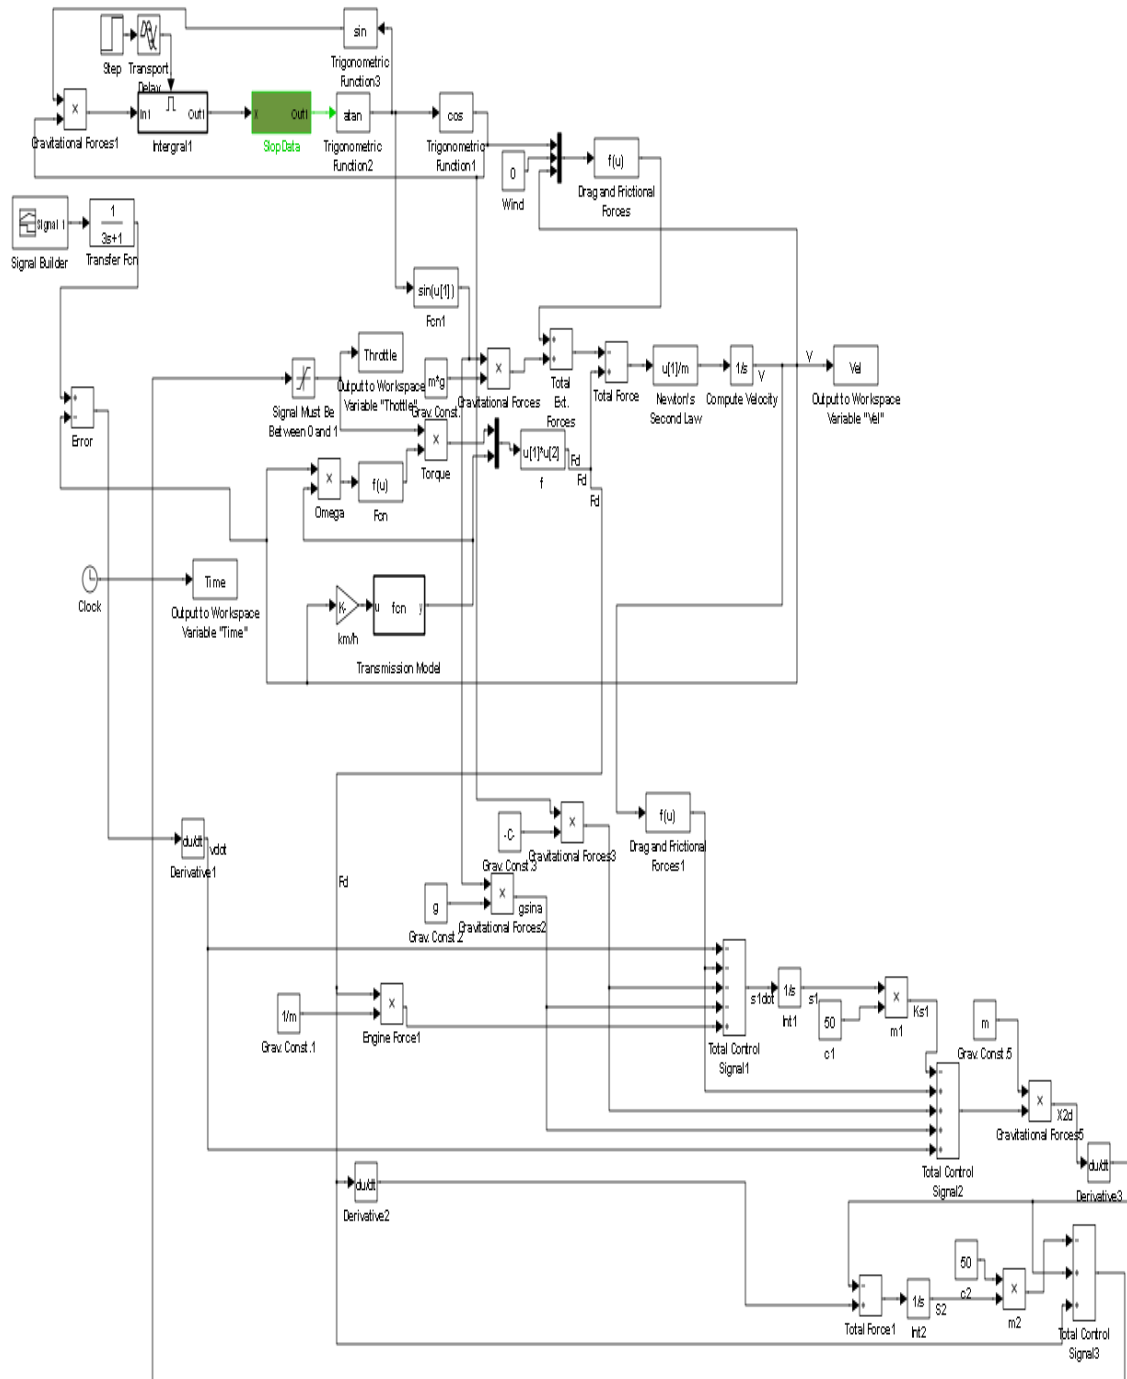 sin
Step
Transport
Delay
Trigonometric
Function3
×
Gravitational Forces1
In1
Out1
Intergral1
X
Out1
SlopData
atan
Trigonometric
Function2
cos
Trigonometric
Function1
0
Wind
f(u)
Drag and Frictional
Forces
Signal 1
Signal Builder
1
3s+1
Transfer Fcn
sin(u[1])
Fcn1
Throttle
Output to Workspace
Variable "Thottle"
Signal Must Be
Between 0 and 1
m*g
Grav. Const.
×
Gravitational Forces
+
+
Total
Ext.
Forces
−
+
Total Force
u[1]/m
Newton's
Second Law
1/s
V
Compute Velocity
V
Vel
Output to Workspace
Variable "Vel"
+
−
Error
×
Omega
f(u)
Fcn
×
Torque
u[1]*u[2]
f
Fd
Fd
Fd
Clock
Time
Output to Workspace
Variable "Time"
K-
km/h
u
fcn
y
Transmission Model
du/dt
vdot
Derivative1
Fd
-C-
Grav. Const.3
×
Gravitational Forces3
f(u)
Drag and Frictional
Forces1
g
Grav. Const.2
×
gsina
Gravitational Forces2
1/m
Grav. Const.1
×
Engine Force1
−
−
−
−
+
Total Control
Signal1
s1dot
1/s
Int1
s1
50
c1
×
m1
Ks1
m
Grav. Const.5
−
+
+
+
+
Total Control
Signal2
×
X2d
Gravitational Forces5
du/dt
Derivative3
du/dt
Derivative2
−
+
Total Force1
1/s
Int2
S2
50
c2
×
m2
−
+
+
Total Control
Signal3